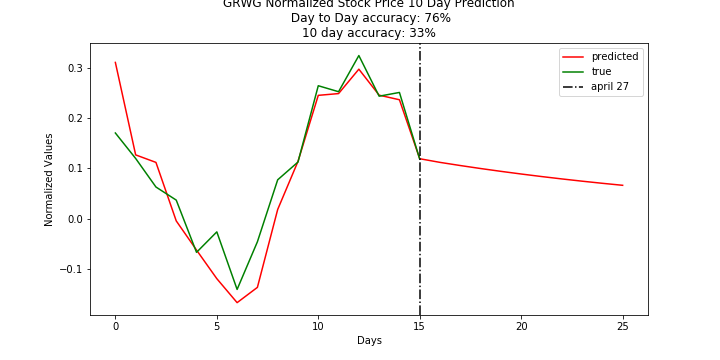 GRWG Normalized Stock Price 10 Day Prediction
Day to Day accuracy: 76%
10 day accuracy: 33%
predicted
true
april 27
Normalized Values
0.3
0.2
0.1
0.0
−0.1
0
5
10
15
20
25
Days